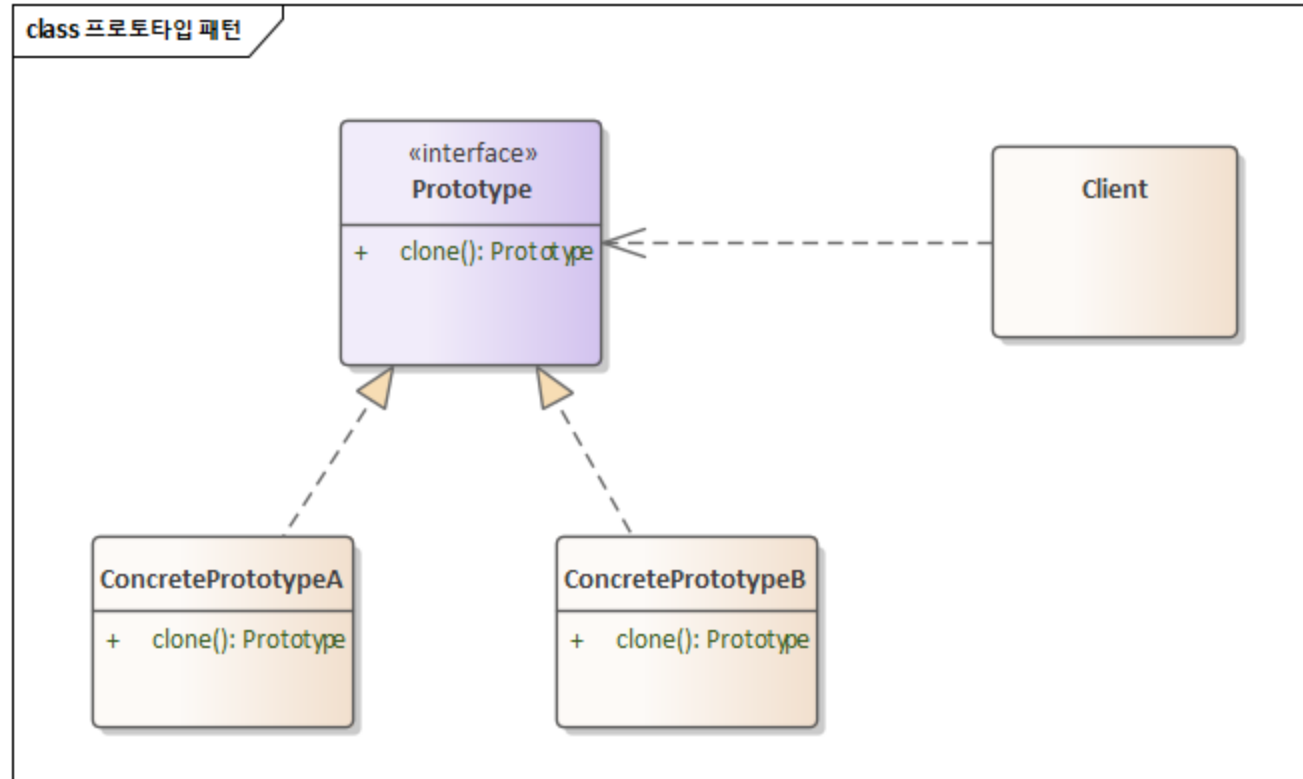 class 프로토타입 패턴
«interface»
Prototype
+ clone(): Prototype
Client
ConcretePrototypeA
+ clone(): Prototype
ConcretePrototypeB
+ clone(): Prototype